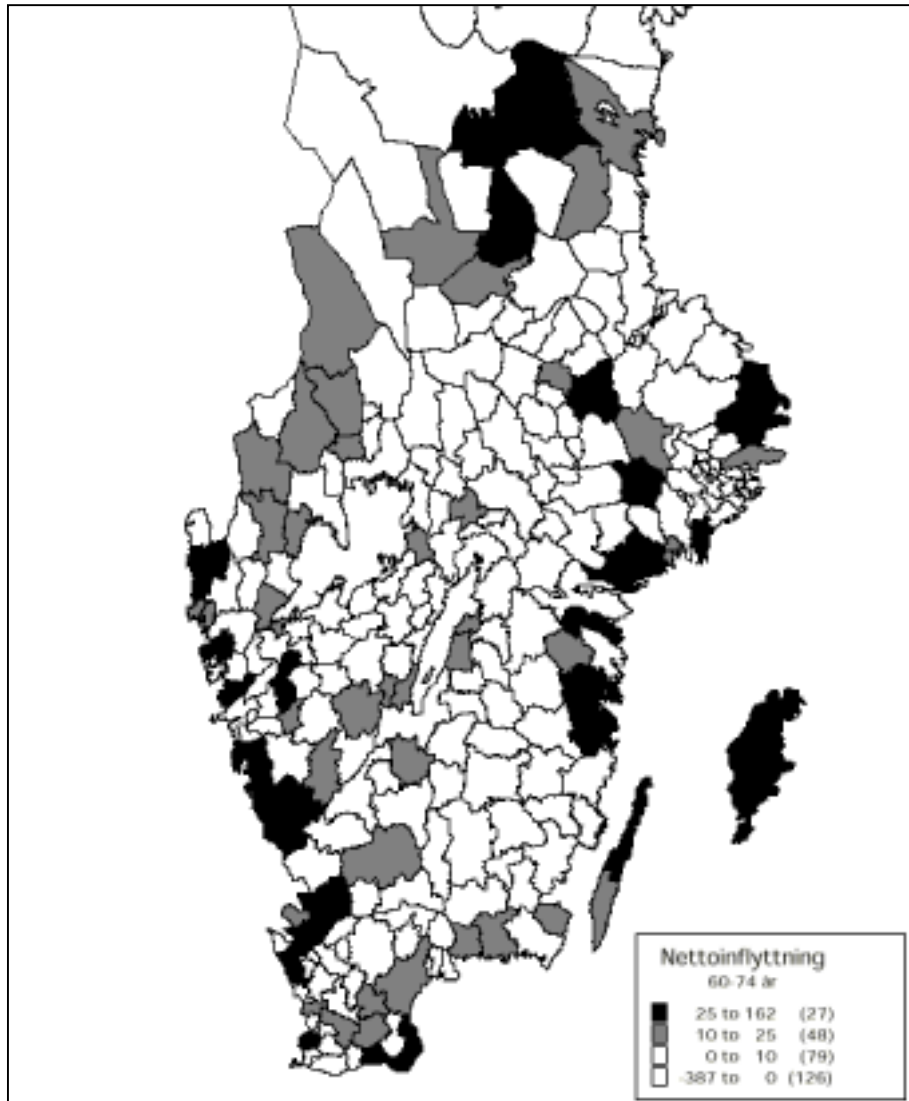 Nettoinflyttning
60-74 år
25 to 162 (27)
10 to 25 (48)
0 to 10 (79)
-387 to 0 (126)